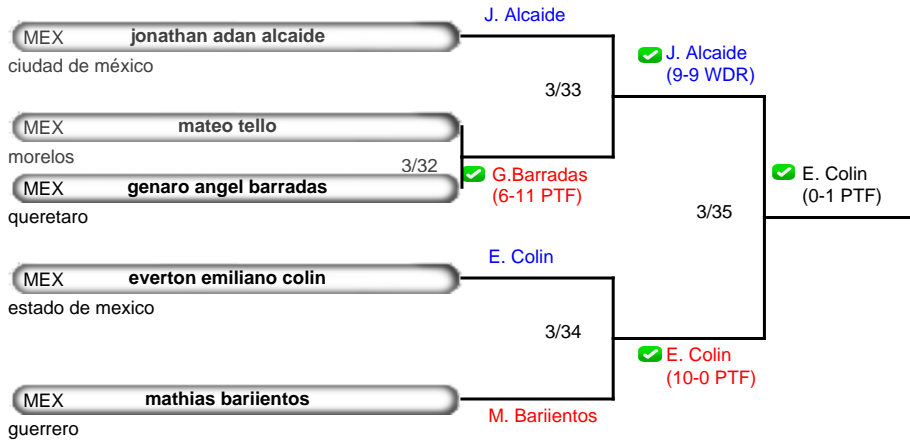 J. Alcaide
MEX jonathan adan alcaide
ciudad de méxico
J. Alcaide
(9-9 WDR)
3/33
MEX mateo tello
morelos
3/32
G.Barradas
(6-11 PTF)
MEX genaro angel barradas
queretaro
E. Colin
(0-1 PTF)
3/35
E. Colin
MEX everton emiliano colin
estado de mexico
3/34
E. Colin
(10-0 PTF)
MEX mathias bariientos
M. Bariientos
guerrero